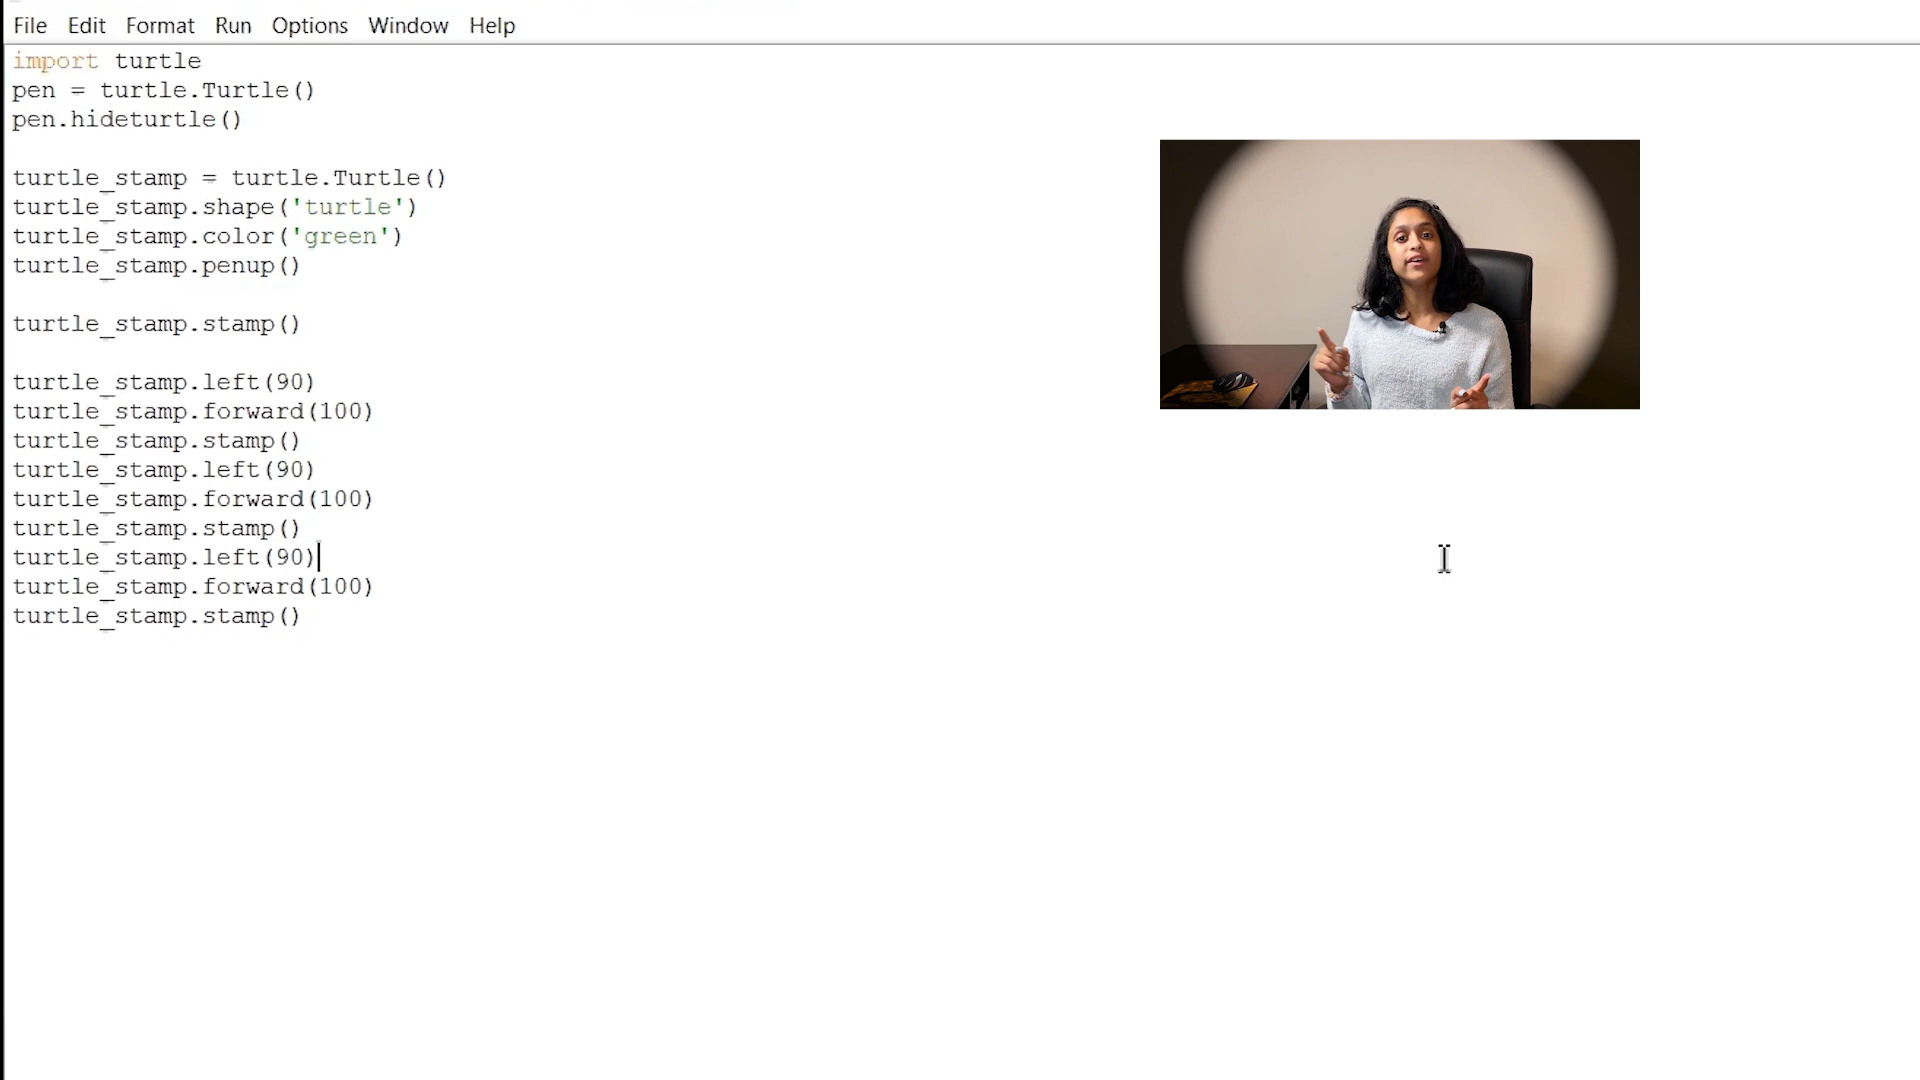 File Edit Format Run Options Window Help
import turtle
pen = turtle.Turtle()
pen.hideturtle()
turtle_stamp = turtle.Turtle()
turtle_stamp.shape('turtle')
turtle_stamp.color('green')
turtle_stamp.penup()
turtle_stamp.stamp()
turtle_stamp.left(90)
turtle_stamp.forward(100)
turtle_stamp.stamp()
turtle_stamp.left(90)
turtle_stamp.forward(100)
turtle_stamp.stamp()
turtle_stamp.left(90)
turtle_stamp.forward(100)
turtle_stamp.stamp()